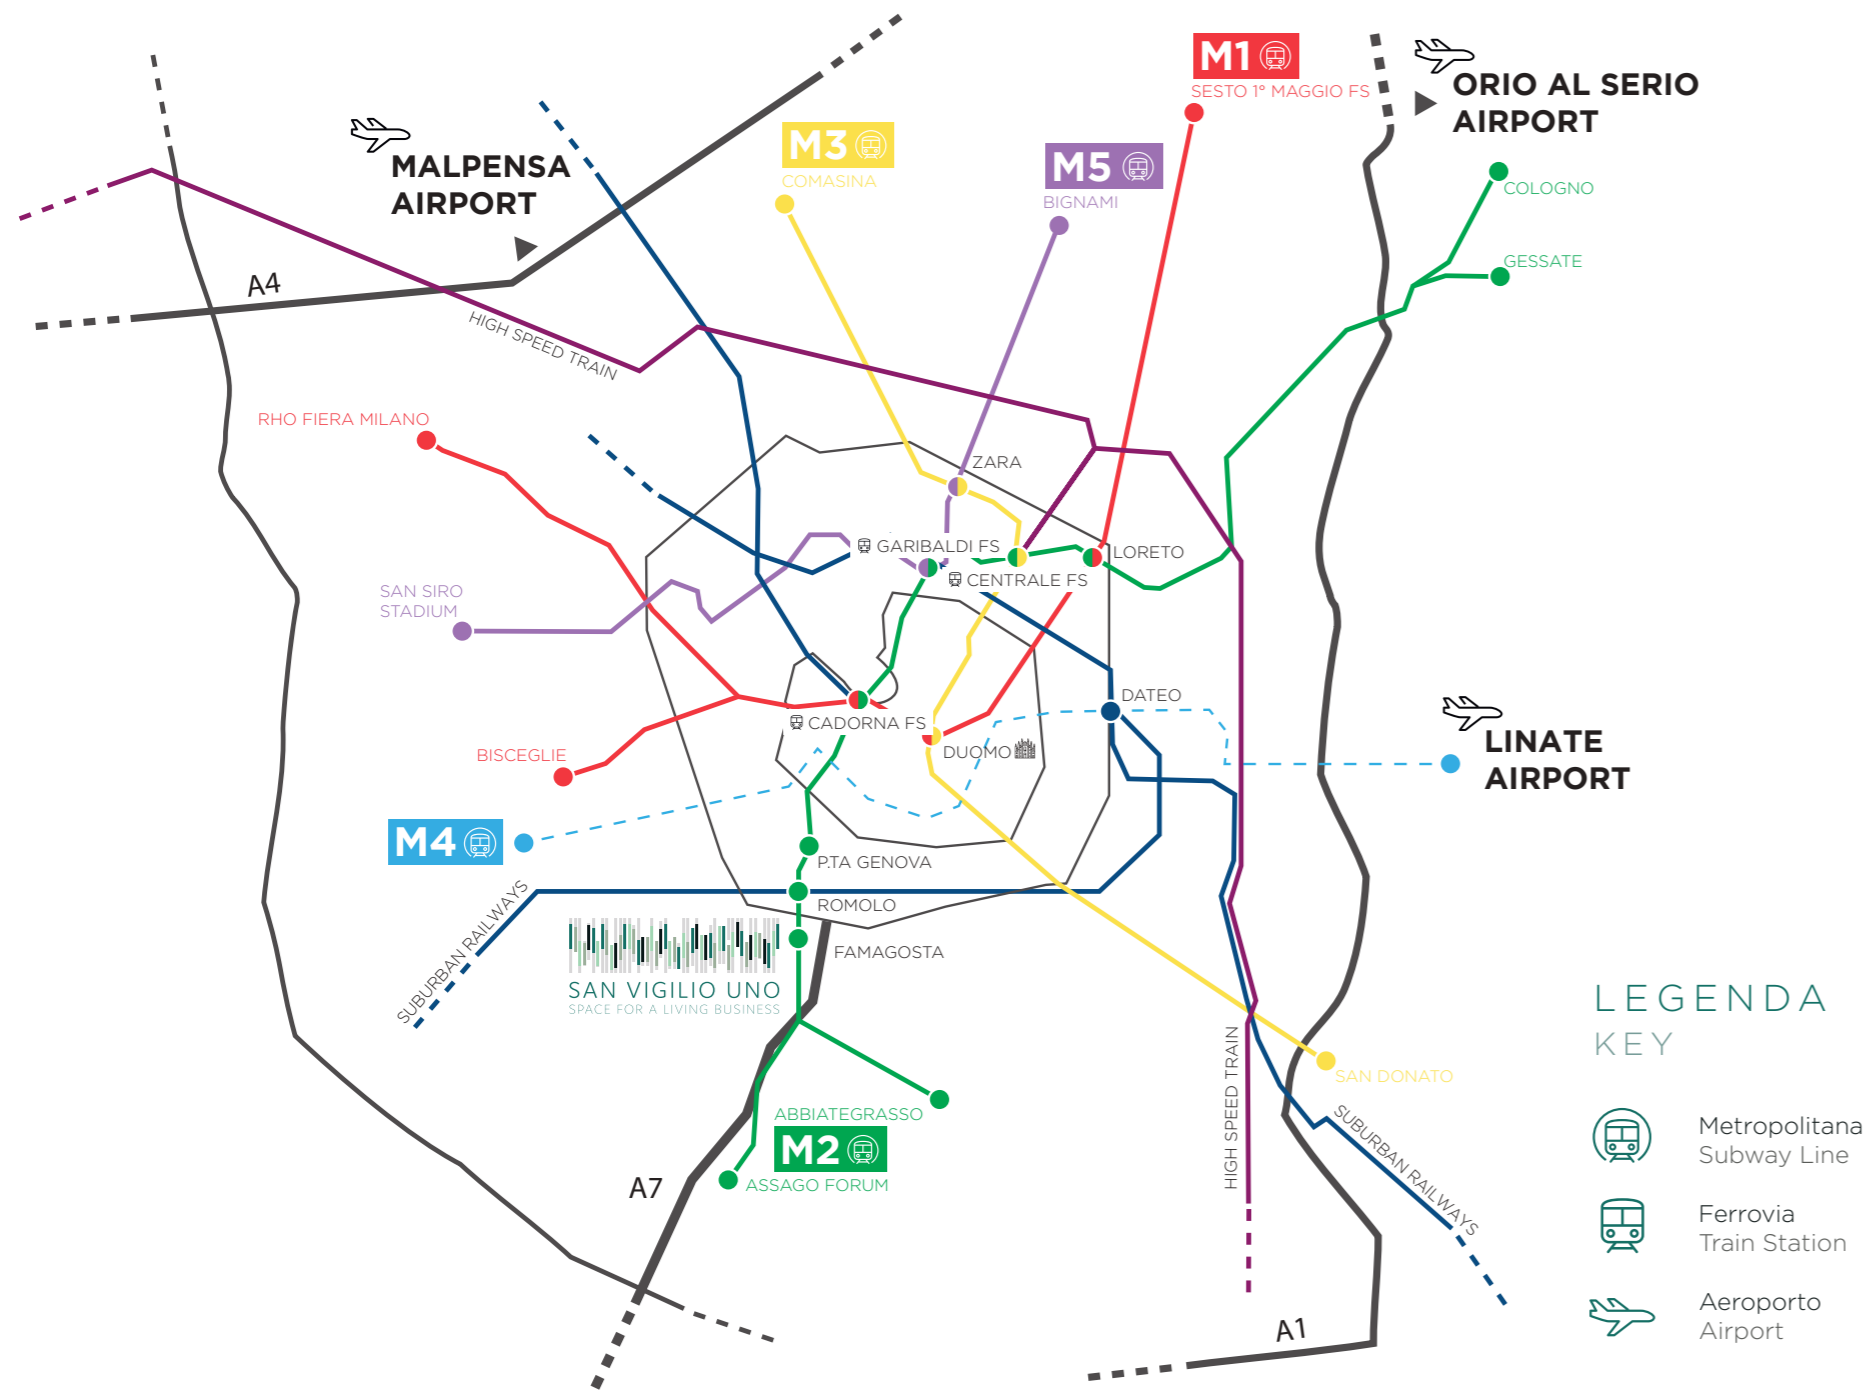 M1
SESTO 1° MAGGIO FS
ORIO AL SERIO
AIRPORT
M3
COMASINA
MALPENSA
AIRPORT
M5
BIGNAMI
COLOGNO
GESSATE
A4
HIGH SPEED TRAIN
RHO FIERA MILANO
ZARA
GARIBALDI FS
LORETO
CENTRALE FS
SAN SIRO
STADIUM
DATEO
CADORNA FS
DUOMO
BISCEGLIE
LINATE
AIRPORT
M4
P.TA GENOVA
ROMOLO
SUBURBAN RAILWAYS
FAMAGOSTA
SAN VIGILIO UNO
SPACE FOR A LIVING BUSINESS
SAN DONATO
HIGH SPEED TRAIN
SUBURBAN RAILWAYS
ABBIATEGRASSO
M2
ASSAGO FORUM
A7
A1
LEGENDA
KEY
Metropolitana
Subway Line
Ferrovia
Train Station
Aeroporto
Airport